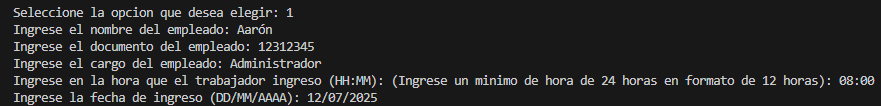 Seleccione la opcion que desea elegir: 1
Ingrese el nombre del empleado: Aarón
Ingrese el documento del empleado: 12312345
Ingrese el cargo del empleado: Administrador
Ingrese en la hora que el trabajador ingreso (HH:MM): (Ingrese un minimo de hora de 24 horas en formato de 12 horas): 08:00
Ingrese la fecha de ingreso (DD/MM/AAAA): 12/07/2025